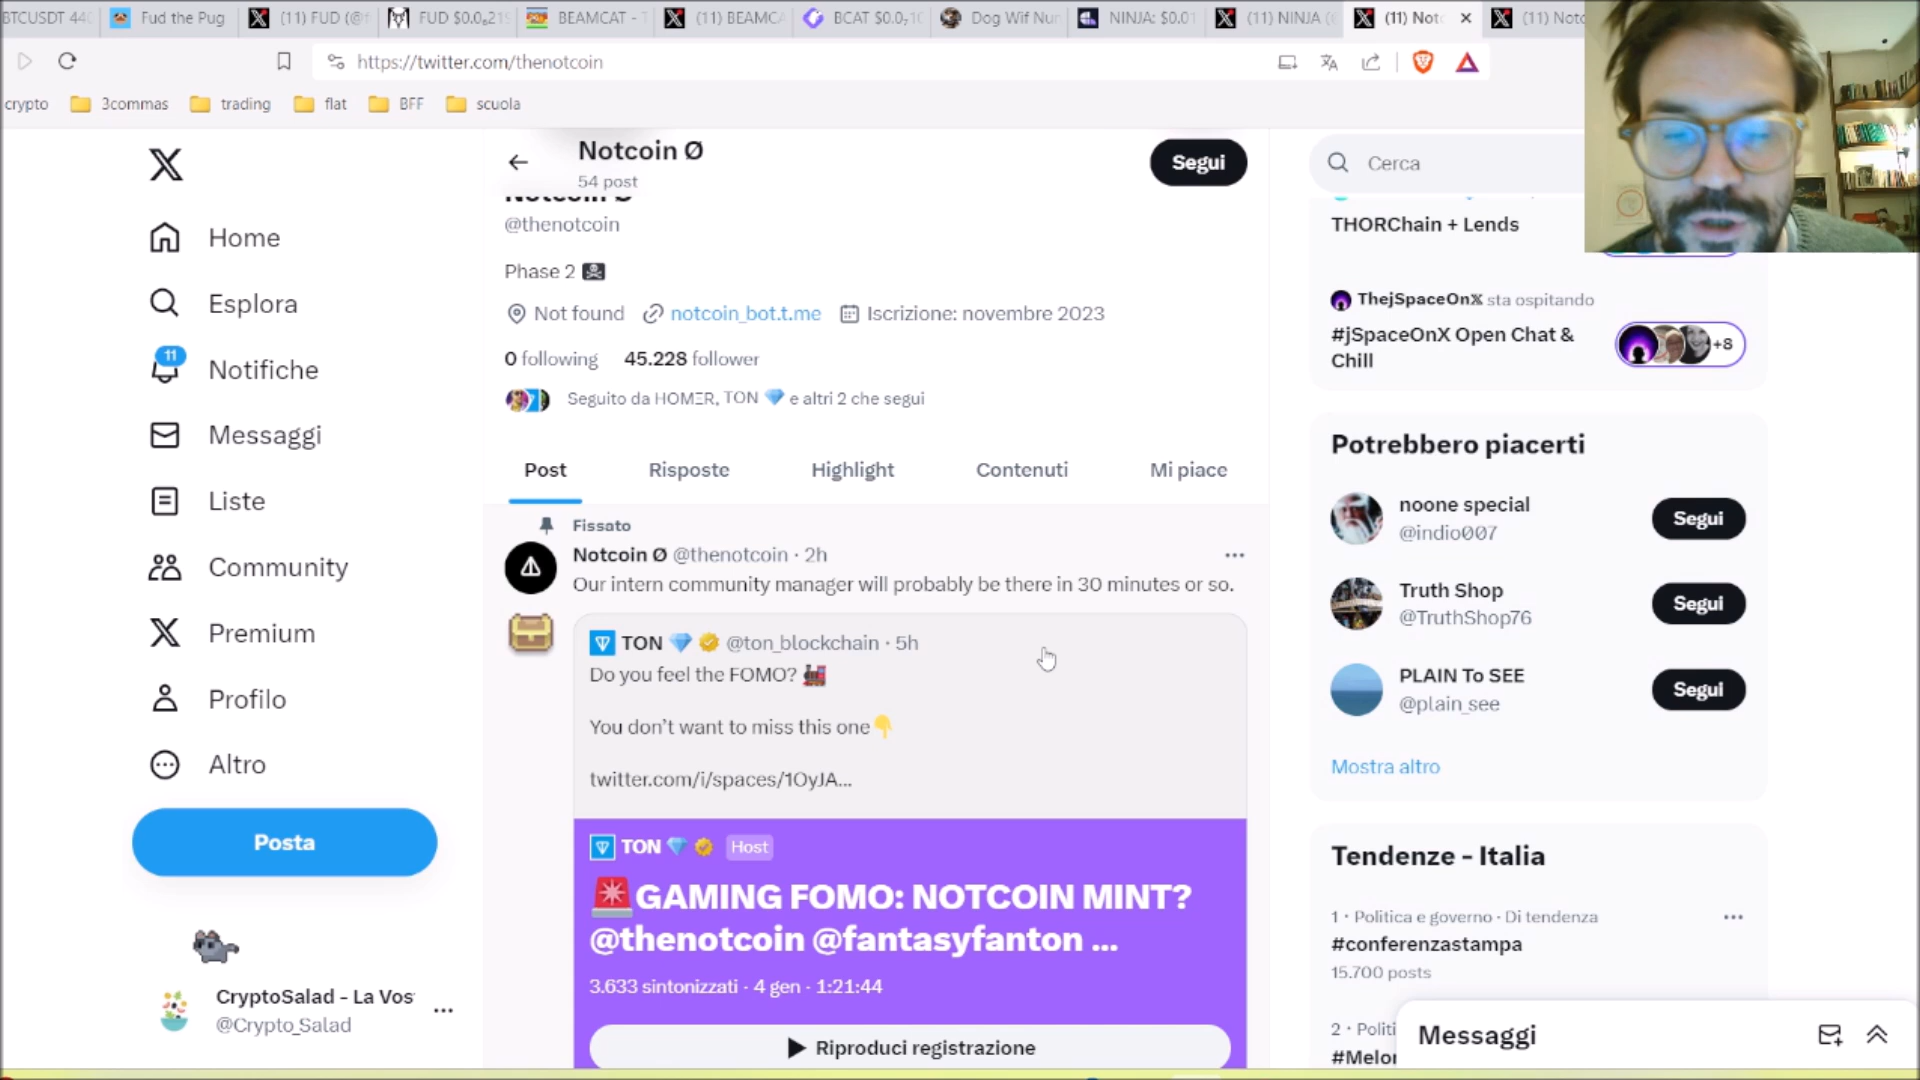 BTCUSDT 440
Fud the Pug
(11) FUD (@f
FUD $0.0₆219
BEAMCAT - T
(11) BEAMCA
BCAT $0.0₇10
Dog Wif Nun
NINJA: $0.01
(11) NINJA (@
(11) Note
(11) Noto
https://twitter.com/thenotcoin
crypto
3commas
trading
flat
BFF
scuola
Home
Esplora
11
Notifiche
Messaggi
Liste
Community
Premium
Profilo
Altro
Posta
CryptoSalad - La Vos
@Crypto_Salad
Notcoin Ø
54 post
Segui
Notcoin Ø
@thenotcoin
Phase 2 ☠
Not found notcoin_bot.t.me Iscrizione: novembre 2023
0 following 45.228 follower
Seguito da HOMER, TON 💎 e altri 2 che segui
Post Risposte Highlight Contenuti Mi piace
Fissato
Notcoin Ø @thenotcoin · 2h
Our intern community manager will probably be there in 30 minutes or so.
TON 💎 @ton_blockchain · 5h
Do you feel the FOMO? 🚂
You don’t want to miss this one👇
twitter.com/i/spaces/1OyJA...
TON 💎 Host
🚨GAMING FOMO: NOTCOIN MINT?
@thenotcoin @fantasyfanton ...
3.633 sintonizzati · 4 gen · 1:21:44
Riproduci registrazione
Cerca
THORChain + Lends
ThejSpaceOn𝕏 sta ospitando
#jSpaceOnX Open Chat &
Chill
+8
Potrebbero piacerti
noone special
@indio007
Segui
Truth Shop
@TruthShop76
Segui
PLAIN To SEE
@plain_see
Segui
Mostra altro
Tendenze - Italia
1 · Politica e governo · Di tendenza
#conferenzastampa
15.700 posts
2 · Politi
#Melon
Messaggi